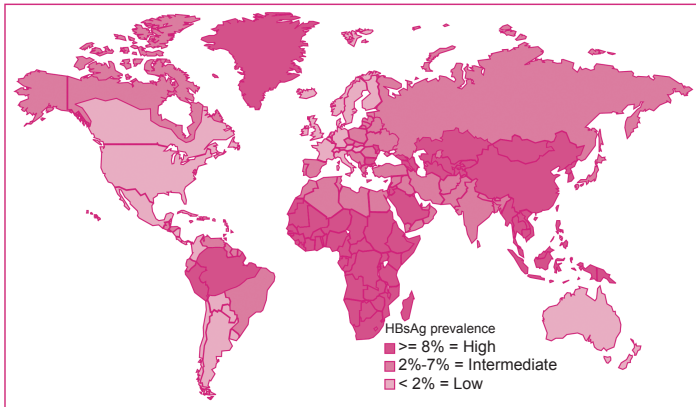 HBsAg prevalence
>= 8% = High
2%-7% = Intermediate
< 2% = Low